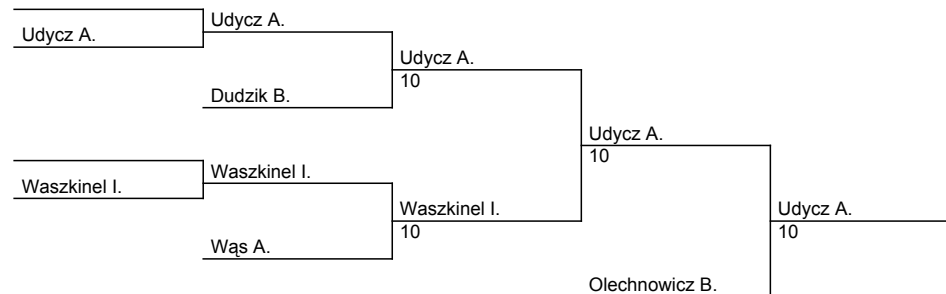 Udycz A.
Udycz A.
Udycz A.
10
Dudzik B.
Udycz A.
10
Waszkinel I.
Waszkinel I.
Waszkinel I.
10
Udycz A.
10
Wąs A.
Olechnowicz B.